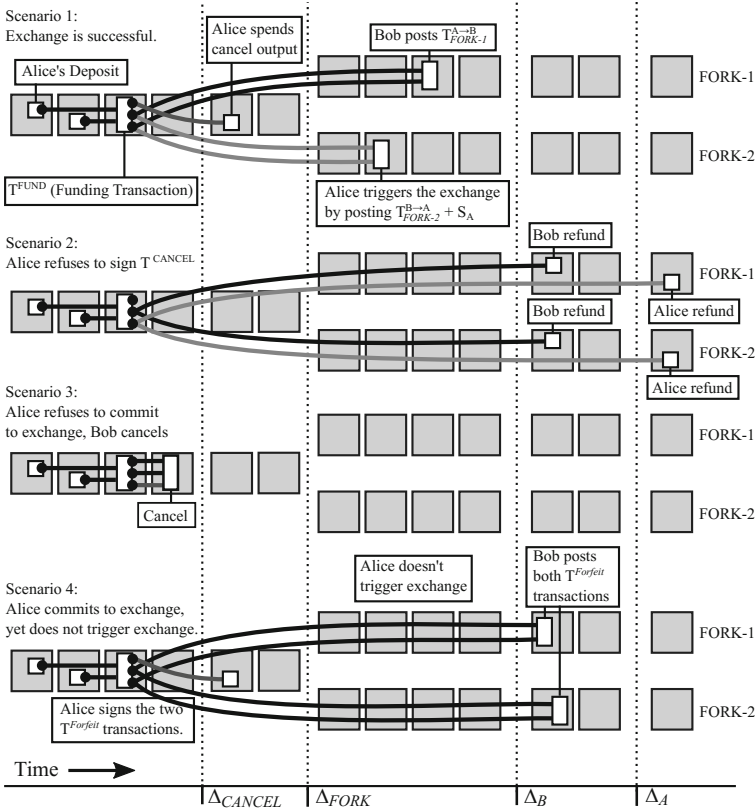 Scenario 1:
Exchange is successful.
Alice's Deposit
Alice spends
cancel output
Bob posts T^{A→B}_{FORK-1}
FORK-1
FORK-2
T^{FUND} (Funding Transaction)
Alice triggers the exchange
by posting T^{B→A}_{FORK-2} + S_A
Scenario 2:
Alice refuses to sign T^{CANCEL}
Bob refund
FORK-1
Bob refund
Alice refund
FORK-2
Alice refund
Scenario 3:
Alice refuses to commit
to exchange, Bob cancels
FORK-1
Cancel
FORK-2
Scenario 4:
Alice commits to exchange,
yet does not trigger exchange.
Alice doesn't
trigger exchange
Bob posts
both T^{Forfeit}
transactions
FORK-1
Alice signs the two
T^{Forfeit} transactions.
FORK-2
Time
Δ_{CANCEL}
Δ_{FORK}
Δ_B
Δ_A